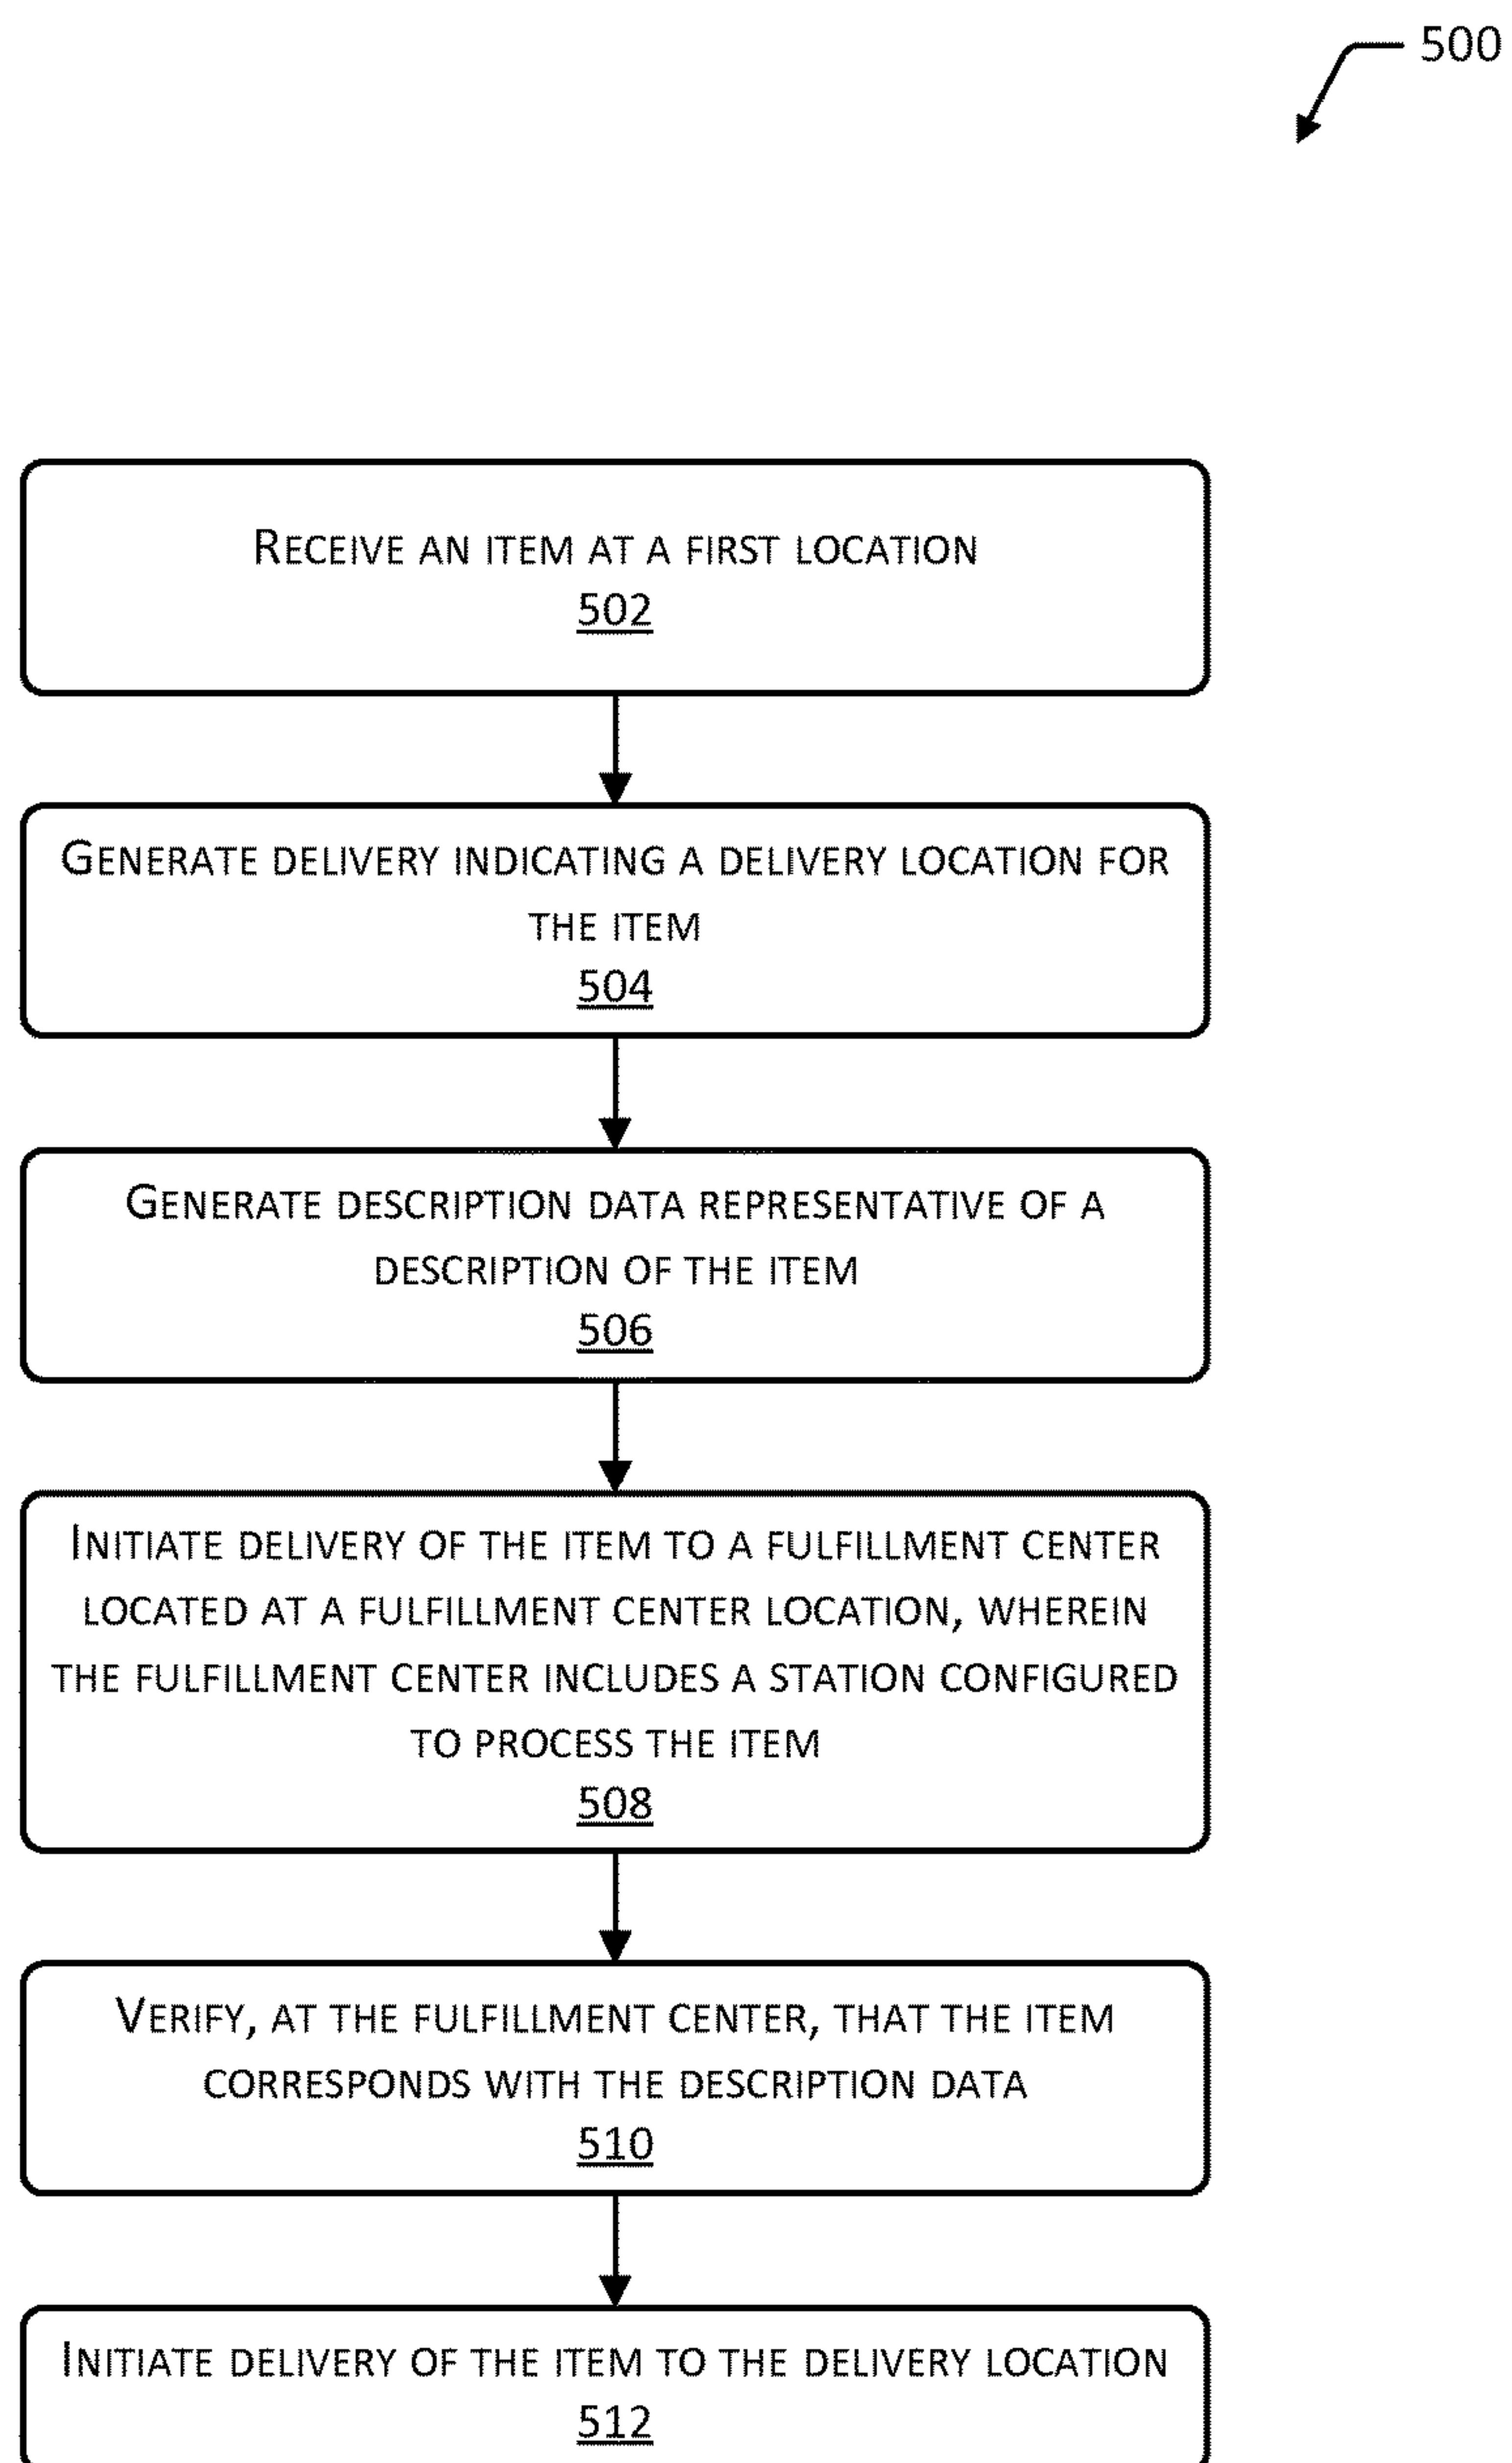 500
RECEIVE AN ITEM AT A FIRST LOCATION
502
GENERATE DELIVERY INDICATING A DELIVERY LOCATION FOR
THE ITEM
504
GENERATE DESCRIPTION DATA REPRESENTATIVE OF A
DESCRIPTION OF THE ITEM
506
INITIATE DELIVERY OF THE ITEM TO A FULFILLMENT CENTER
LOCATED AT A FULFILLMENT CENTER LOCATION, WHEREIN
THE FULFILLMENT CENTER INCLUDES A STATION CONFIGURED
TO PROCESS THE ITEM
508
VERIFY, AT THE FULFILLMENT CENTER, THAT THE ITEM
CORRESPONDS WITH THE DESCRIPTION DATA
510
INITIATE DELIVERY OF THE ITEM TO THE DELIVERY LOCATION
512